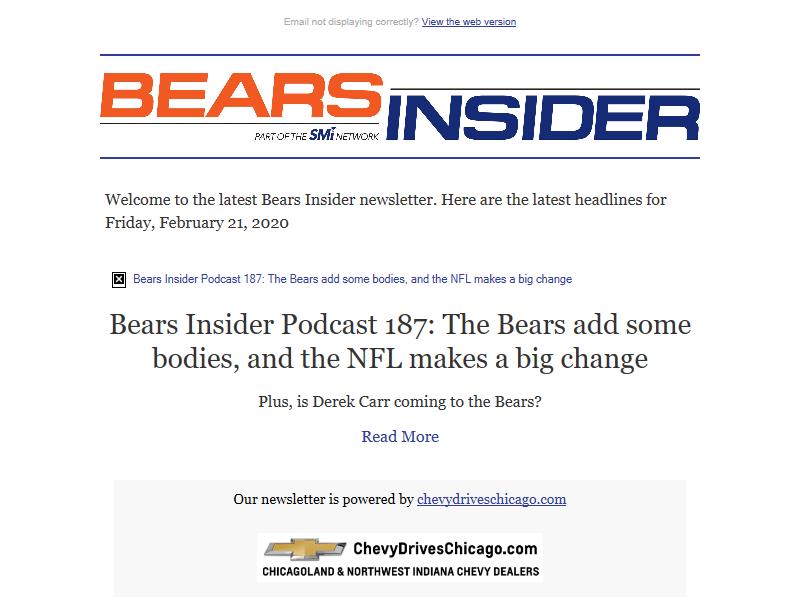 Email not displaying correctly? View the web version
BEARS INSIDER
PART OF THE SMi NETWORK
Welcome to the latest Bears Insider newsletter. Here are the latest headlines for
Friday, February 21, 2020
Bears Insider Podcast 187: The Bears add some bodies, and the NFL makes a big change
Bears Insider Podcast 187: The Bears add some
bodies, and the NFL makes a big change
Plus, is Derek Carr coming to the Bears?
Read More
Our newsletter is powered by chevydriveschicago.com
ChevyDrivesChicago.com
CHICAGOLAND & NORTHWEST INDIANA CHEVY DEALERS